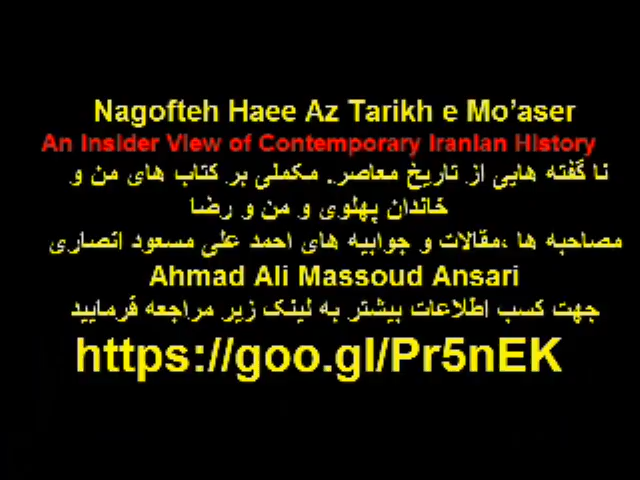 Nagofteh Haee Az Tarikh e Mo’aser
An Insider View of Contemporary Iranian History
نا گفته هایی از تاریخ معاصر. مکملی بر کتاب های من و
خاندان پهلوی و من و رضا
مصاحبه ها ،مقالات و جوابیه های احمد علی مسعود انصاری
Ahmad Ali Massoud Ansari
جهت کسب اطلاعات بیشتر به لینک زیر مراجعه فرمایید
https://goo.gl/Pr5nEK